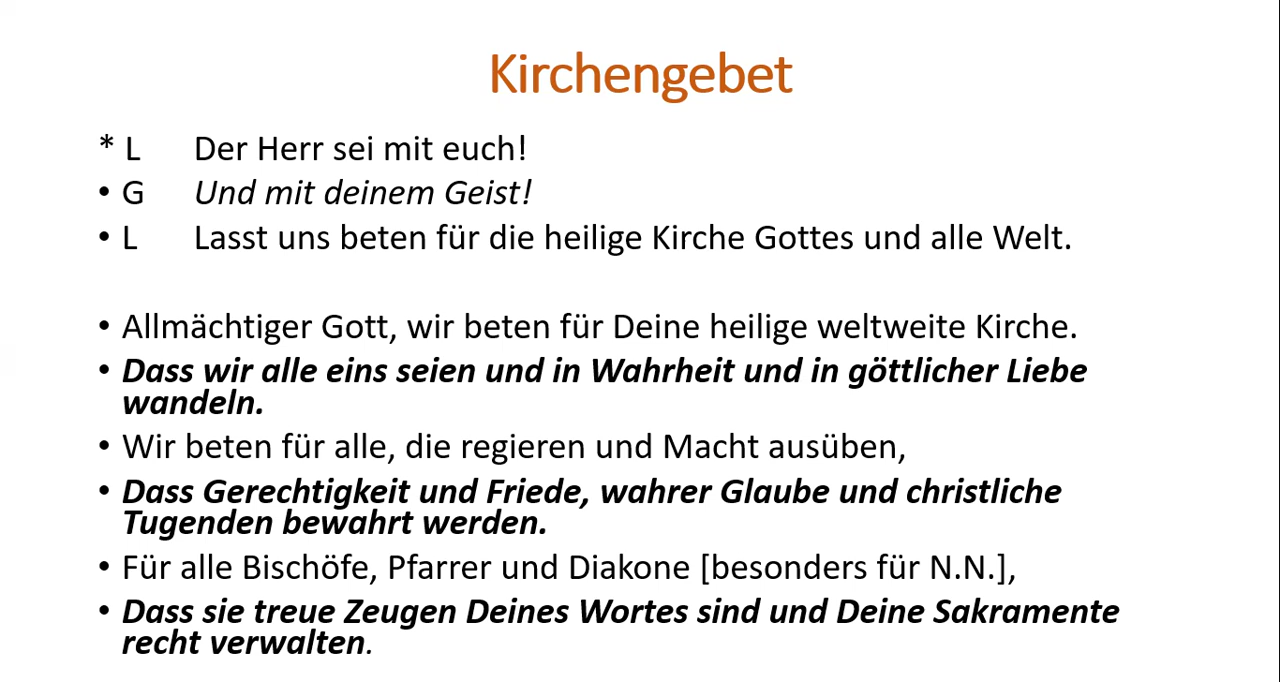 Kirchengebet
* L Der Herr sei mit euch!
• G Und mit deinem Geist!
• L Lasst uns beten für die heilige Kirche Gottes und alle Welt.
• Allmächtiger Gott, wir beten für Deine heilige weltweite Kirche.
• Dass wir alle eins seien und in Wahrheit und in göttlicher Liebe
wandeln.
• Wir beten für alle, die regieren und Macht ausüben,
• Dass Gerechtigkeit und Friede, wahrer Glaube und christliche
Tugenden bewahrt werden.
• Für alle Bischöfe, Pfarrer und Diakone [besonders für N.N.],
• Dass sie treue Zeugen Deines Wortes sind und Deine Sakramente
recht verwalten.